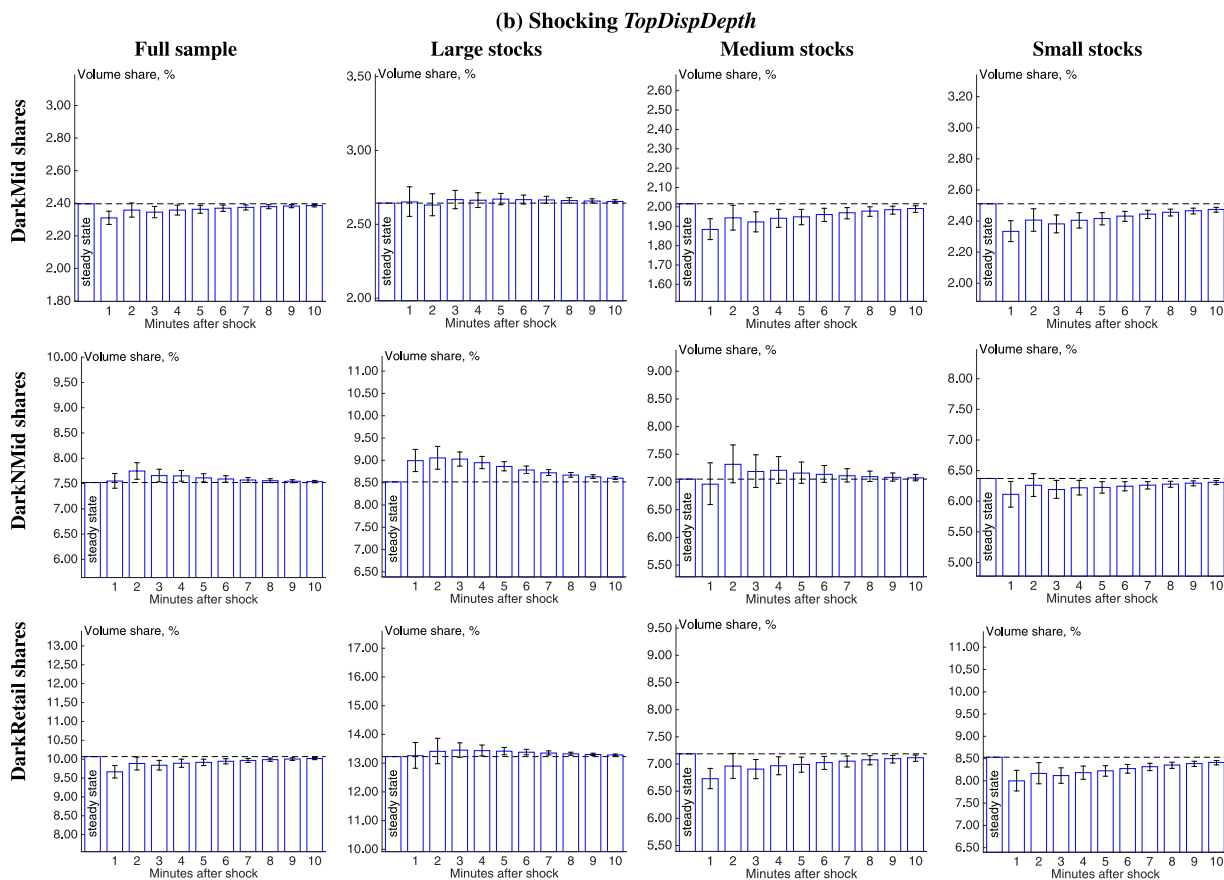 (b) Shocking TopDispDepth
Full sample
Large stocks
Medium stocks
Small stocks
DarkMid shares
Volume share, %
3.00
2.80
2.60
2.40
2.20
2.00
1.80
steady state
1 2 3 4 5 6 7 8 9 10
Minutes after shock
Volume share, %
3.50
3.00
2.50
2.00
steady state
1 2 3 4 5 6 7 8 9 10
Minutes after shock
Volume share, %
2.60
2.50
2.40
2.30
2.20
2.10
2.00
1.90
1.80
1.70
1.60
steady state
1 2 3 4 5 6 7 8 9 10
Minutes after shock
Volume share, %
3.20
3.00
2.80
2.60
2.40
2.20
2.00
steady state
1 2 3 4 5 6 7 8 9 10
Minutes after shock
DarkNMid shares
Volume share, %
10.00
9.50
9.00
8.50
8.00
7.50
7.00
6.50
6.00
steady state
1 2 3 4 5 6 7 8 9 10
Minutes after shock
Volume share, %
11.00
10.50
10.00
9.50
9.00
8.50
8.00
7.50
7.00
6.50
steady state
1 2 3 4 5 6 7 8 9 10
Minutes after shock
Volume share, %
9.00
8.50
8.00
7.50
7.00
6.50
6.00
5.50
steady state
1 2 3 4 5 6 7 8 9 10
Minutes after shock
Volume share, %
8.00
7.50
7.00
6.50
6.00
5.50
5.00
steady state
1 2 3 4 5 6 7 8 9 10
Minutes after shock
DarkRetail shares
Volume share, %
13.00
12.50
12.00
11.50
11.00
10.50
10.00
9.50
9.00
8.50
8.00
steady state
1 2 3 4 5 6 7 8 9 10
Minutes after shock
Volume share, %
17.00
16.00
15.00
14.00
13.00
12.00
11.00
10.00
steady state
1 2 3 4 5 6 7 8 9 10
Minutes after shock
Volume share, %
9.50
9.00
8.50
8.00
7.50
7.00
6.50
6.00
5.50
steady state
1 2 3 4 5 6 7 8 9 10
Minutes after shock
Volume share, %
11.00
10.50
10.00
9.50
9.00
8.50
8.00
7.50
7.00
6.50
steady state
1 2 3 4 5 6 7 8 9 10
Minutes after shock